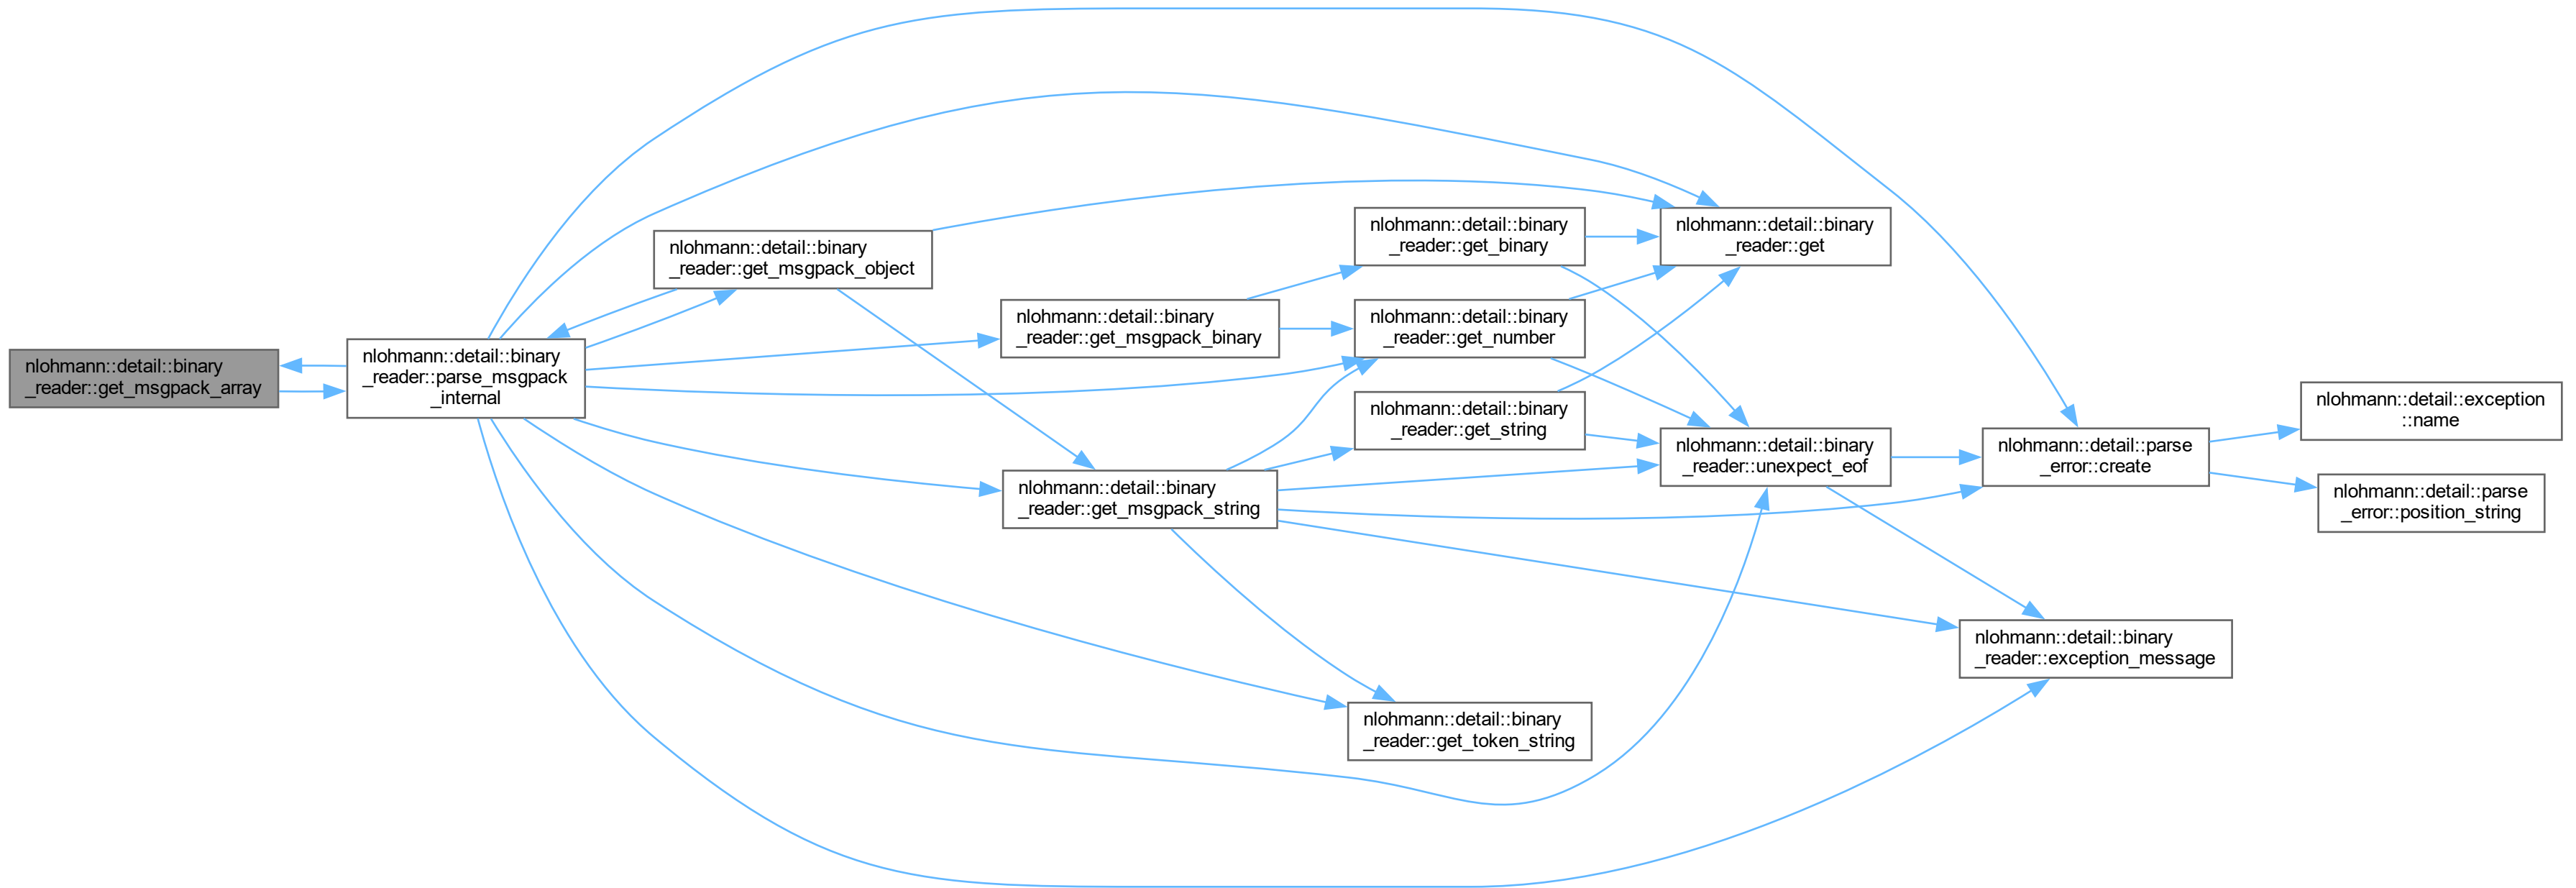 nlohmann::detail::binary
_reader::get_msgpack_array
nlohmann::detail::binary
_reader::parse_msgpack
_internal
nlohmann::detail::binary
_reader::get_msgpack_object
nlohmann::detail::binary
_reader::get_msgpack_binary
nlohmann::detail::binary
_reader::get_msgpack_string
nlohmann::detail::binary
_reader::get_binary
nlohmann::detail::binary
_reader::get_number
nlohmann::detail::binary
_reader::get_string
nlohmann::detail::binary
_reader::get_token_string
nlohmann::detail::binary
_reader::get
nlohmann::detail::binary
_reader::unexpect_eof
nlohmann::detail::parse
_error::create
nlohmann::detail::binary
_reader::exception_message
nlohmann::detail::exception
::name
nlohmann::detail::parse
_error::position_string